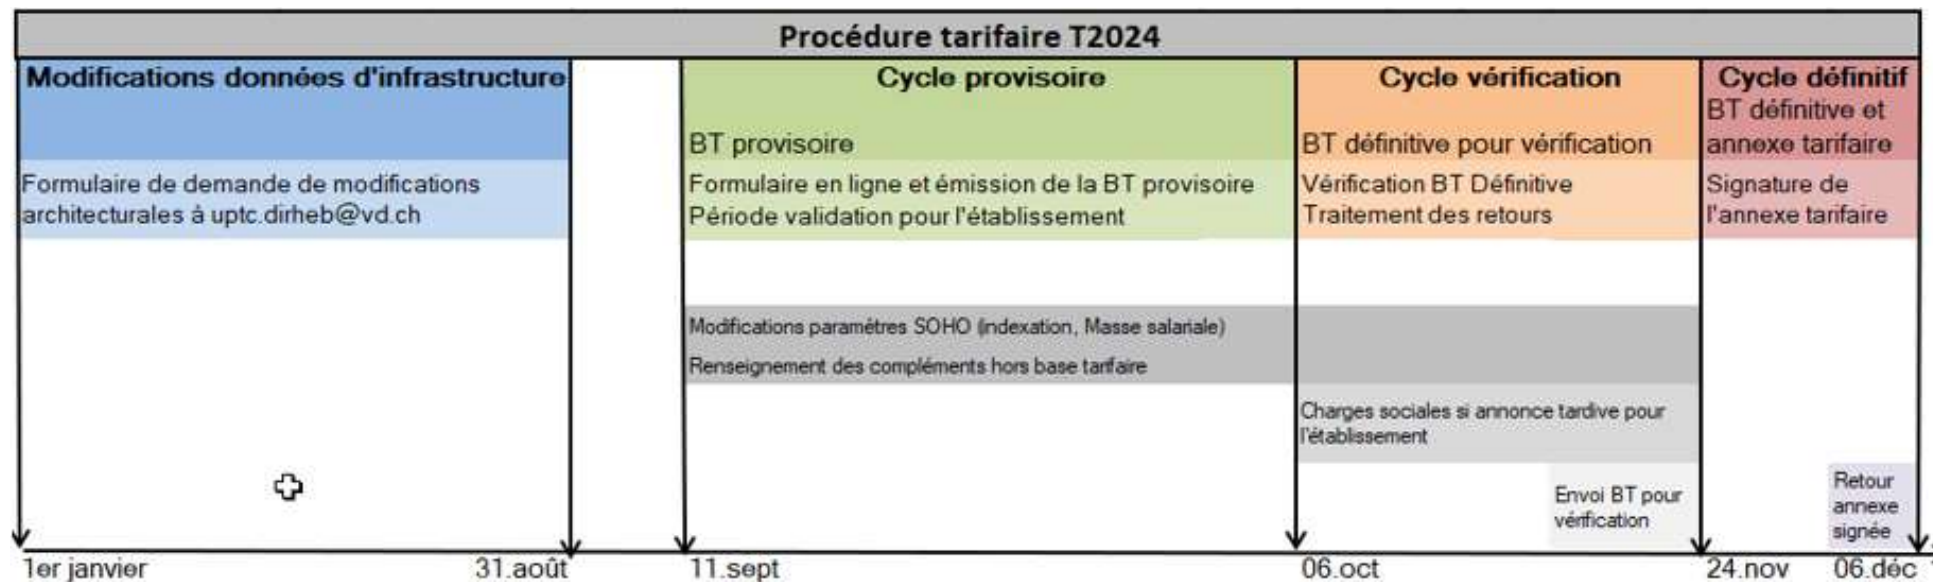 Procédure tarifaire T2024
Modifications données d'infrastructure
Formulaire de demande de modifications
architecturales à uptc.dirheb@vd.ch
Cycle provisoire
BT provisoire
Formulaire en ligne et émission de la BT provisoire
Période validation pour l'établissement
Cycle vérification
BT définitive pour vérification
Vérification BT Définitive
Traitement des retours
Cycle définitif
BT définitive et
annexe tarifaire
Signature de
l'annexe tarifaire
Modifications paramètres SOHO (indexation, Masse salariale)
Renseignement des compléments hors base tarifaire
Charges sociales si annonce tardive pour
l'établissement
Envoi BT pour
vérification
Retour
annexe
signée
1er janvier
31.août
11.sept
06.oct
24.nov
06.déc